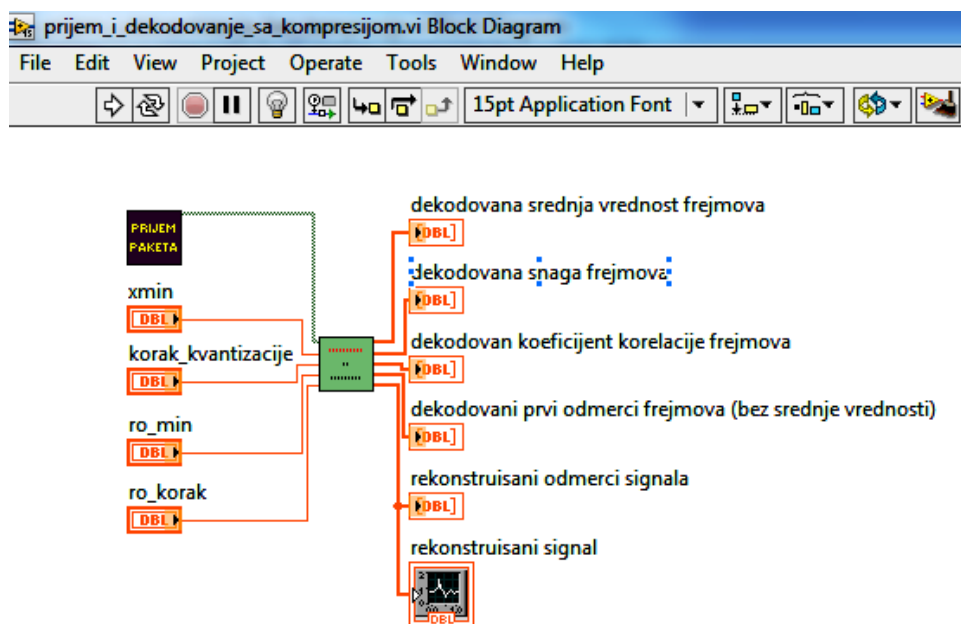 prijem_i_dekodovanje_sa_kompresijom.vi Block Diagram
File Edit View Project Operate Tools Window Help
15pt Application Font
dekodovana srednja vrednost frejmova
PRIJEM
PAKETA
DBL
dekodovana snaga frejmova
xmin
DBL
DBL
dekodovan koeficijent korelacije frejmova
korak_kvantizacije
DBL
DBL
dekodovani prvi odmerci frejmova (bez srednje vrednosti)
ro_min
DBL
DBL
rekonstruisani odmerci signala
ro_korak
DBL
DBL
rekonstruisani signal
DBL